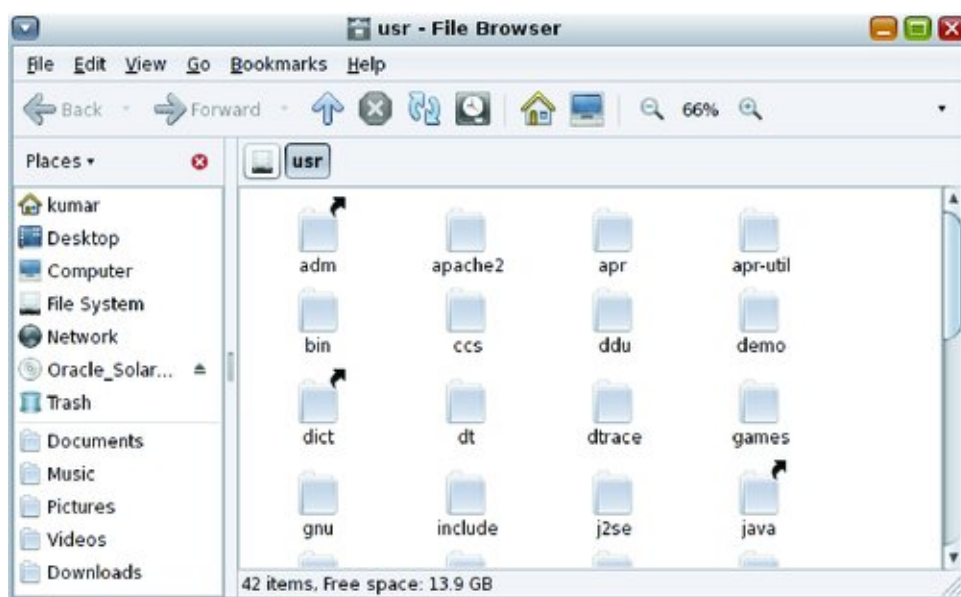 usr - File Browser
File Edit View Go Bookmarks Help
Back Forward 66%
Places
usr
kumar
Desktop
Computer
File System
Network
Oracle_Solar...
Trash
Documents
Music
Pictures
Videos
Downloads
adm apache2 apr apr-util
bin ccs ddu demo
dict dt dtrace games
gnu include j2se java
42 items, Free space: 13.9 GB